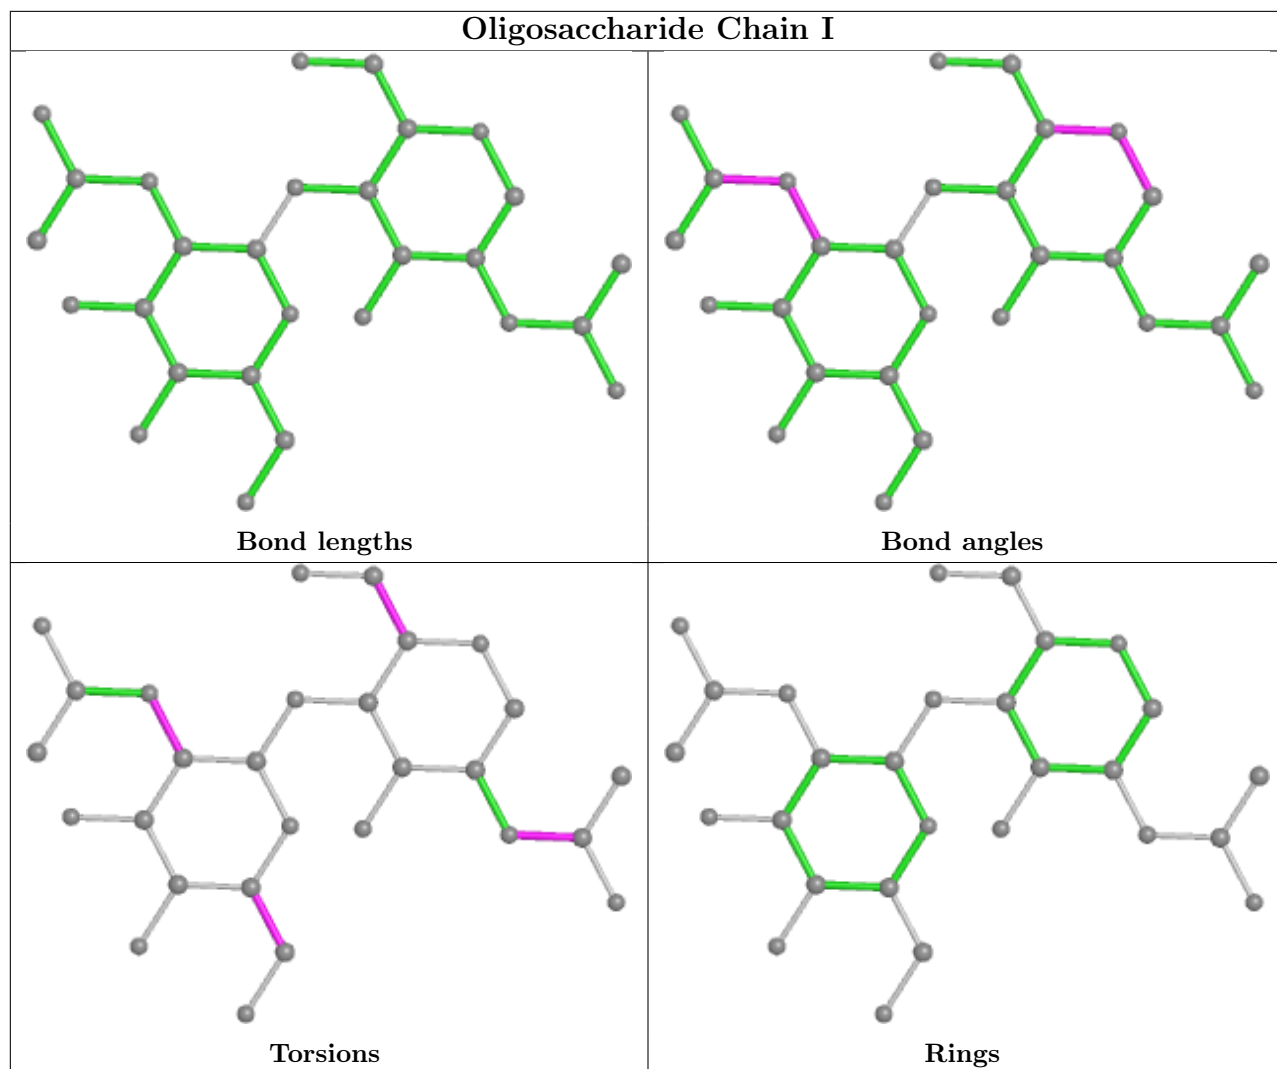 Oligosaccharide Chain I
Bond lengths
Bond angles
Torsions
Rings